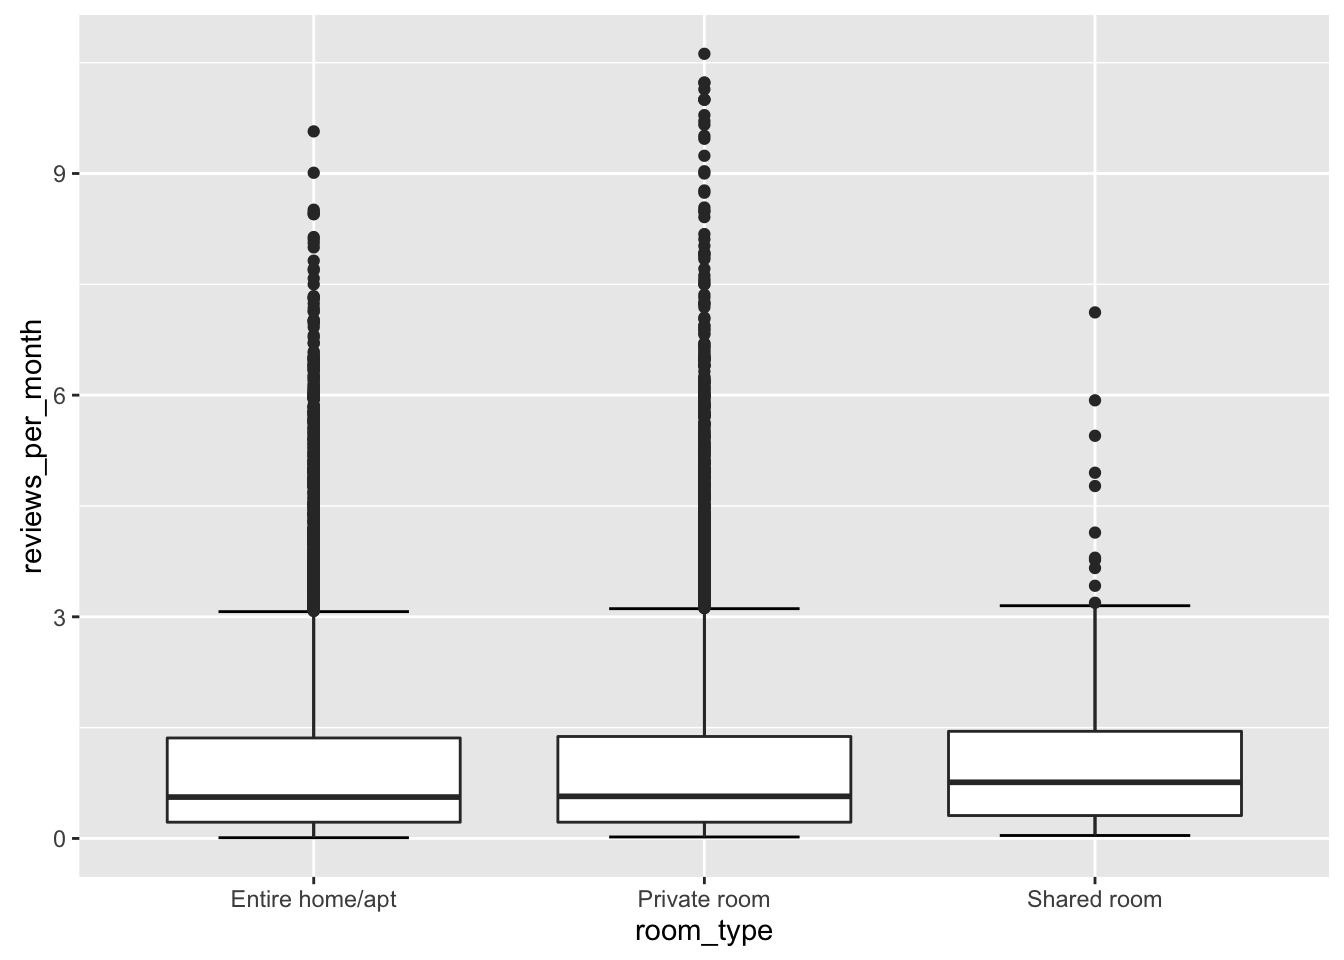 reviews_per_month
9
6
3
0
Entire home/apt
Private room
Shared room
room_type